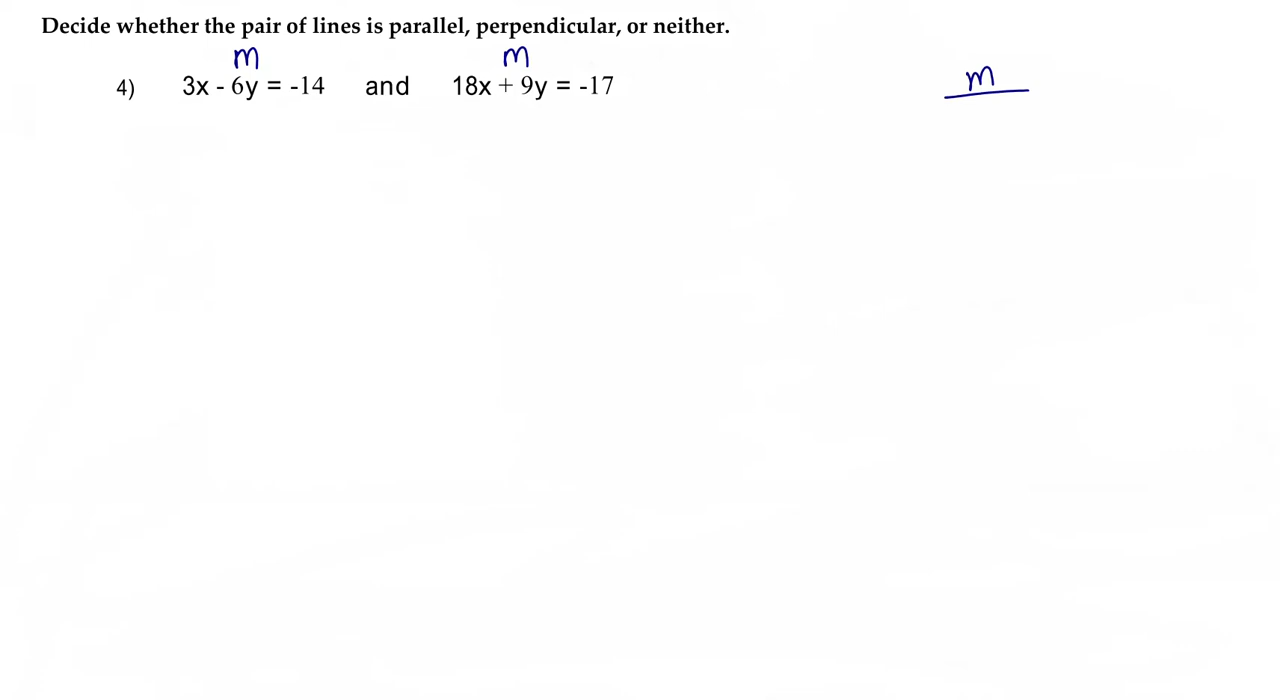 Decide whether the pair of lines is parallel, perpendicular, or neither.
m m
4) 3x - 6y = -14 and 18x + 9y = -17 m